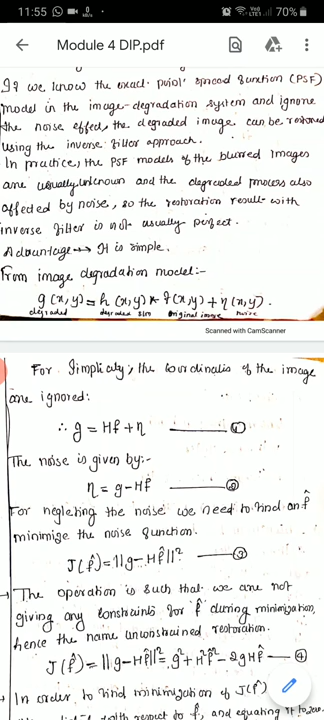 11:55
0
KB/s
Vo
LTE1
70%
Module 4 DIP.pdf
If we know the exact point spread function (PSF)
model in the image-degradation system and ignore
the noise effect, the degraded image can be restored
using the inverse filter approach.
In practice, the PSF models of the blurred images
are usually unknown and the degraded process also
affected by noise, so the restoration result with
inverse filter is not usually perfect.
Advantage → It is simple.
From image degradation model:-
g(x,y) = h(x,y) * f(x,y) + η(x,y).
degraded degraded original image noise
Scanned with CamScanner
For simplicity, the coordinates of the image
are ignored:
∴ g = Hf + η —— ①
The noise is given by:-
η = g - Hf —— ②
For neglecting the noise we need to find an f̂
minimize the noise function.
J(f̂) = ||g - Hf̂||² —— ③
→ The operation is such that we are not
giving any constraints for f̂ during minimization,
hence the name unconstrained restoration.
J(f̂) = ||g - Hf̂||² = g² + H²f̂² - 2gHf̂ — ④
→ In order to find minimization of J(f̂)
with respect to f̂, and equating it to zero.